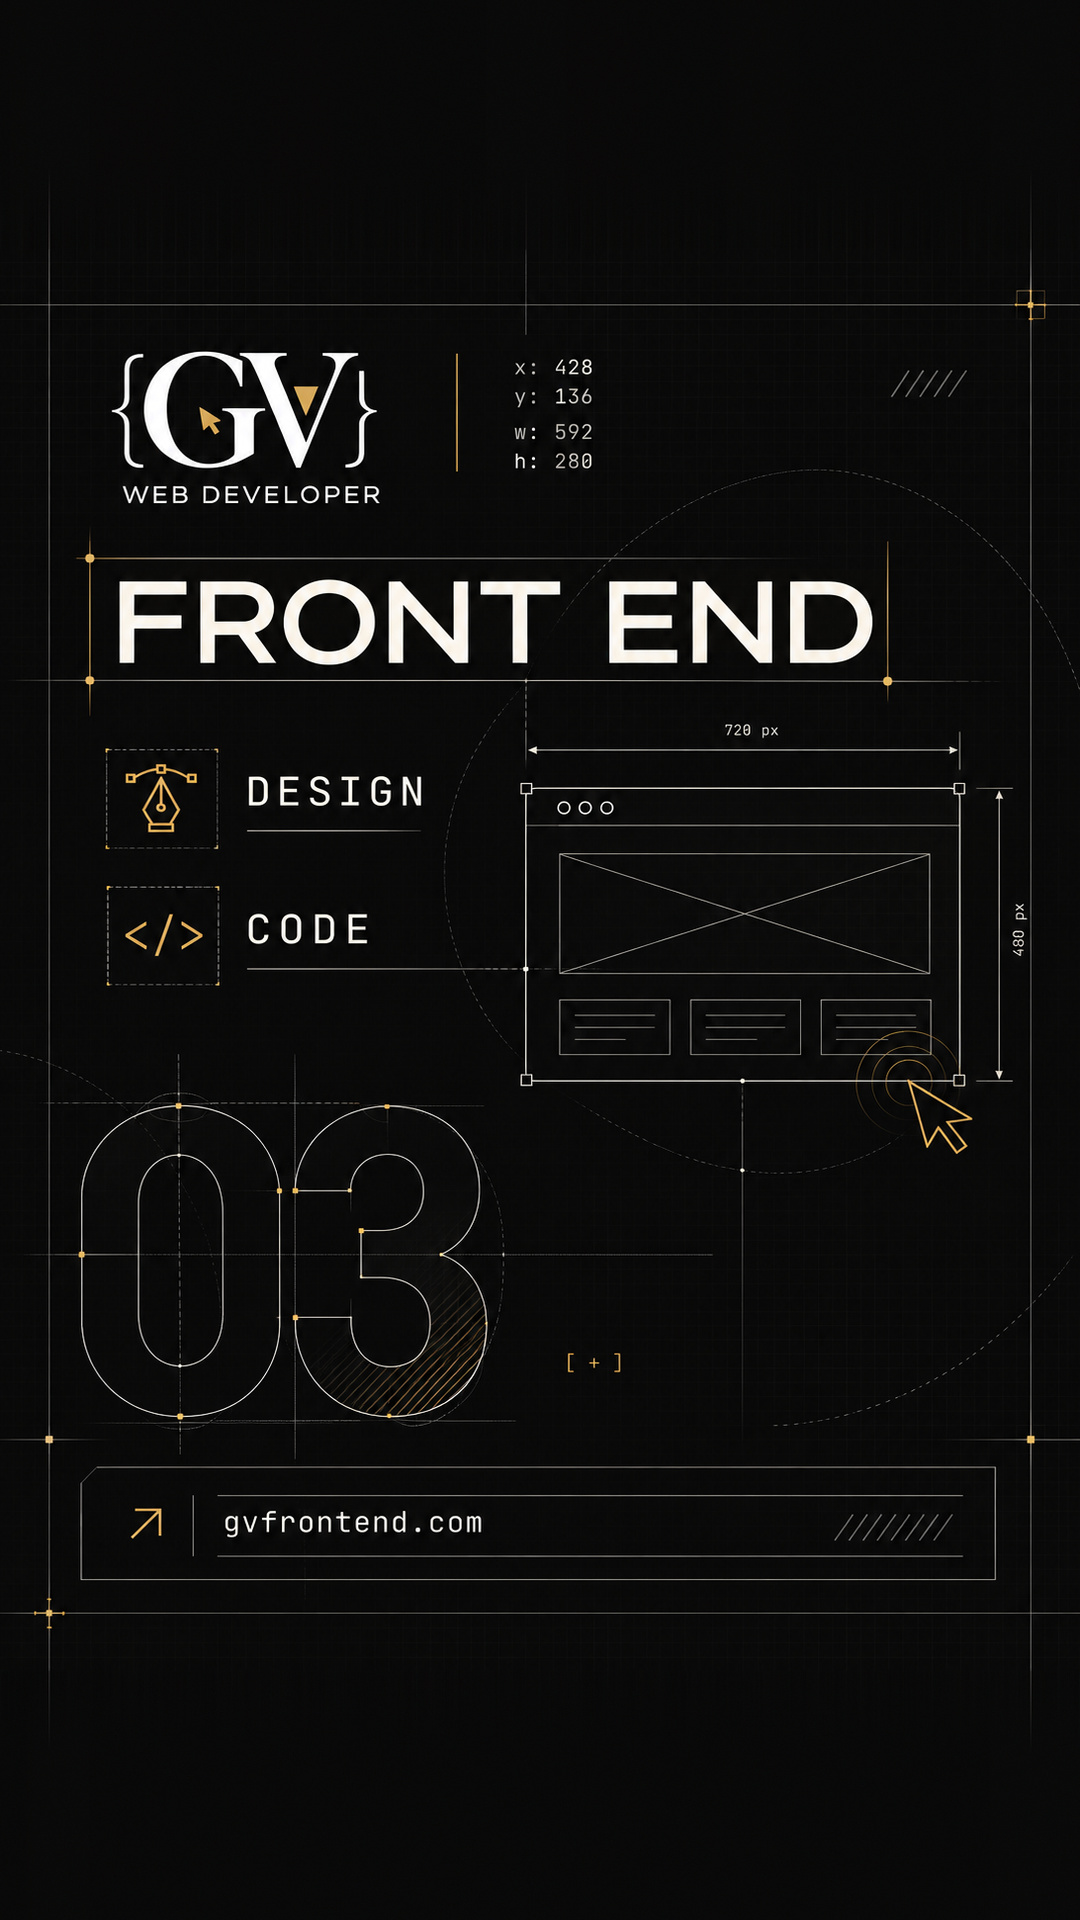 {GV}
WEB DEVELOPER
x: 428
y: 136
w: 592
h: 280
FRONT END
720 px
DESIGN
</>
CODE
480 px
03
[ + ]
gvfrontend.com